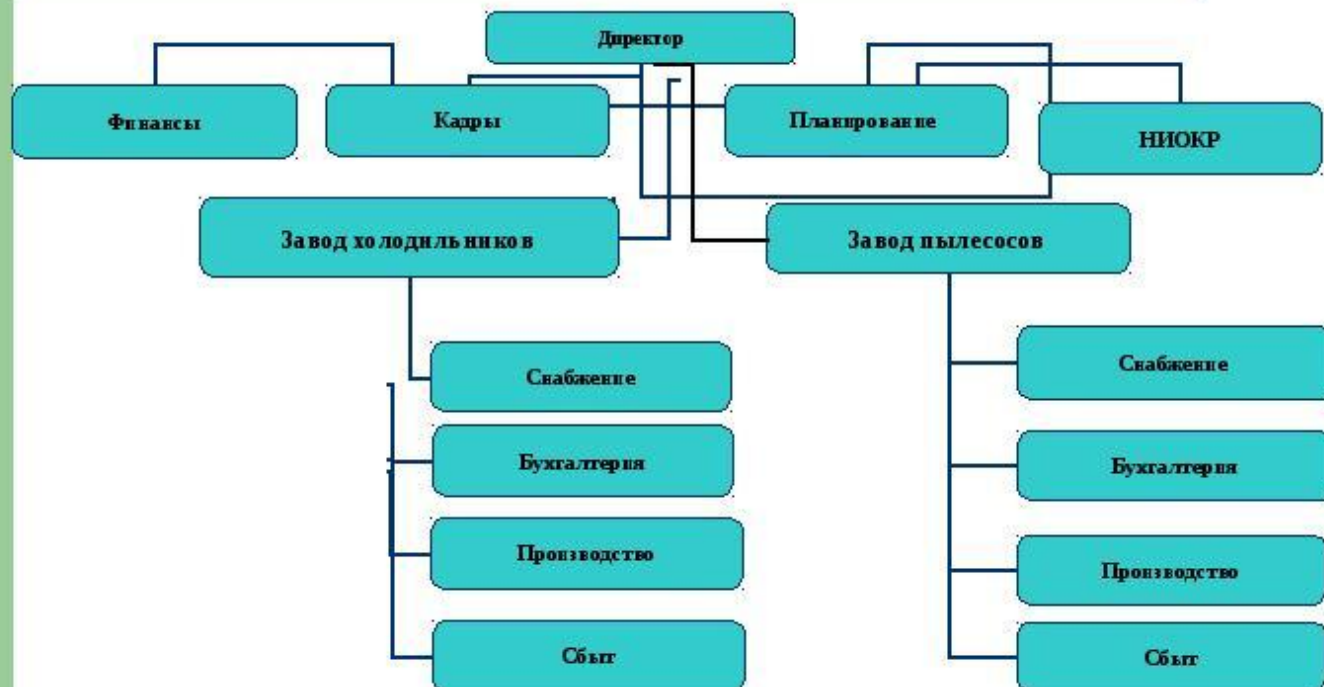 Директор
Финансы
Кадры
Планирование
НИОКР
Завод холодильников
Завод пылесосов
Снабжение
Бухгалтерия
Производство
Сбыт
Снабжение
Бухгалтерия
Производство
Сбыт